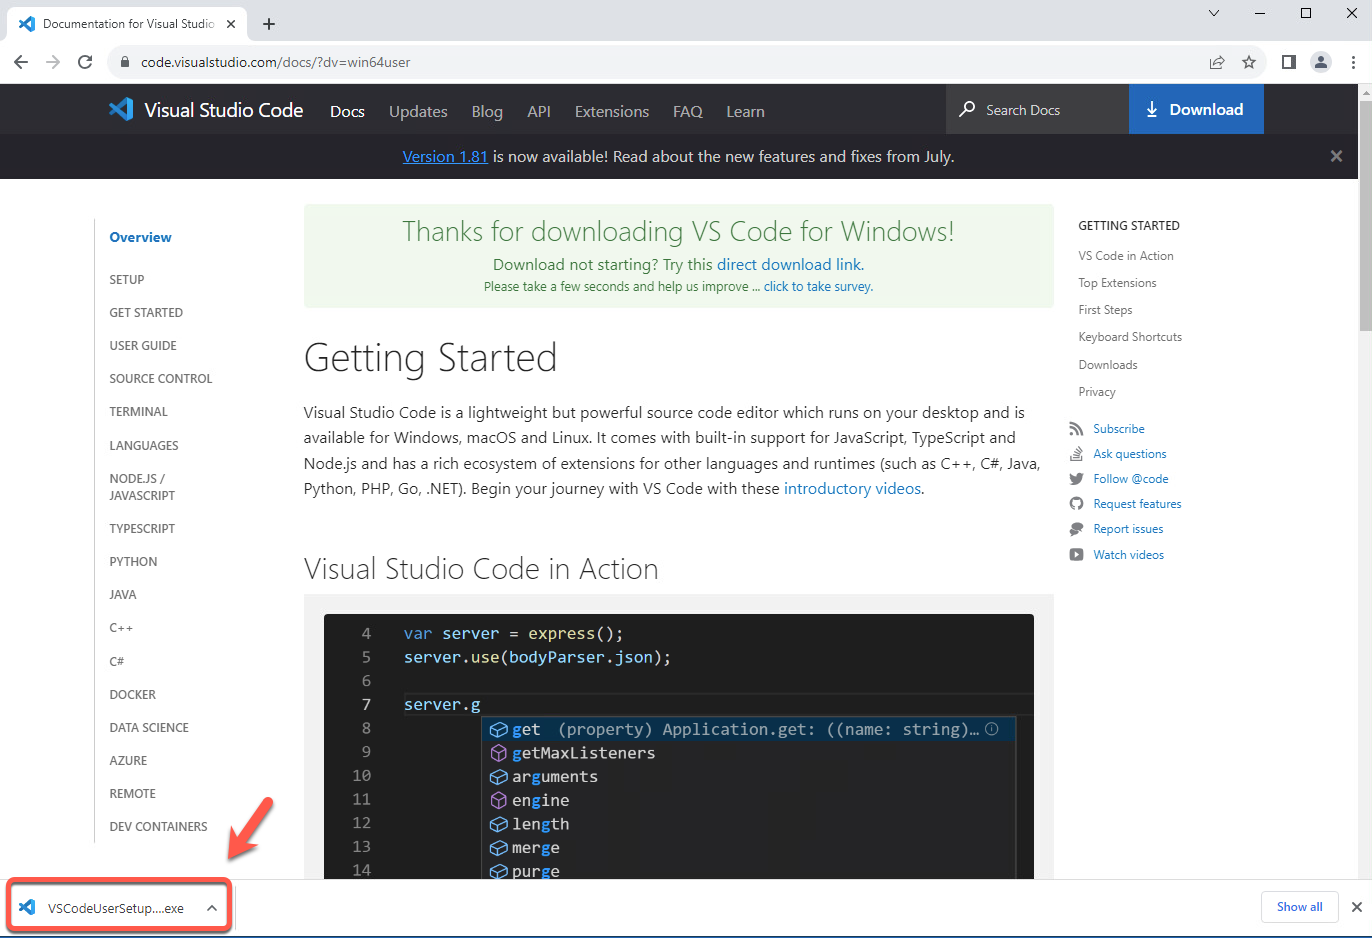 Documentation for Visual Studio
code.visualstudio.com/docs/?dv=win64user
Visual Studio Code Docs Updates Blog API Extensions FAQ Learn Search Docs Download
Version 1.81 is now available! Read about the new features and fixes from July.
Overview
SETUP
GET STARTED
USER GUIDE
SOURCE CONTROL
TERMINAL
LANGUAGES
NODE.JS /
JAVASCRIPT
TYPESCRIPT
PYTHON
JAVA
C++
C#
DOCKER
DATA SCIENCE
AZURE
REMOTE
DEV CONTAINERS
Thanks for downloading VS Code for Windows!
Download not starting? Try this direct download link.
Please take a few seconds and help us improve ... click to take survey.
Getting Started
Visual Studio Code is a lightweight but powerful source code editor which runs on your desktop and is
available for Windows, macOS and Linux. It comes with built-in support for JavaScript, TypeScript and
Node.js and has a rich ecosystem of extensions for other languages and runtimes (such as C++, C#, Java,
Python, PHP, Go, .NET). Begin your journey with VS Code with these introductory videos.
Visual Studio Code in Action
4 var server = express();
5 server.use(bodyParser.json);
6
7 server.g
8 get (property) Application.get: ((name: string)…
9 getMaxListeners
10 arguments
11 engine
12 length
13 merge
14 purge
GETTING STARTED
VS Code in Action
Top Extensions
First Steps
Keyboard Shortcuts
Downloads
Privacy
Subscribe
Ask questions
Follow @code
Request features
Report issues
Watch videos
VSCodeUserSetup....exe
Show all